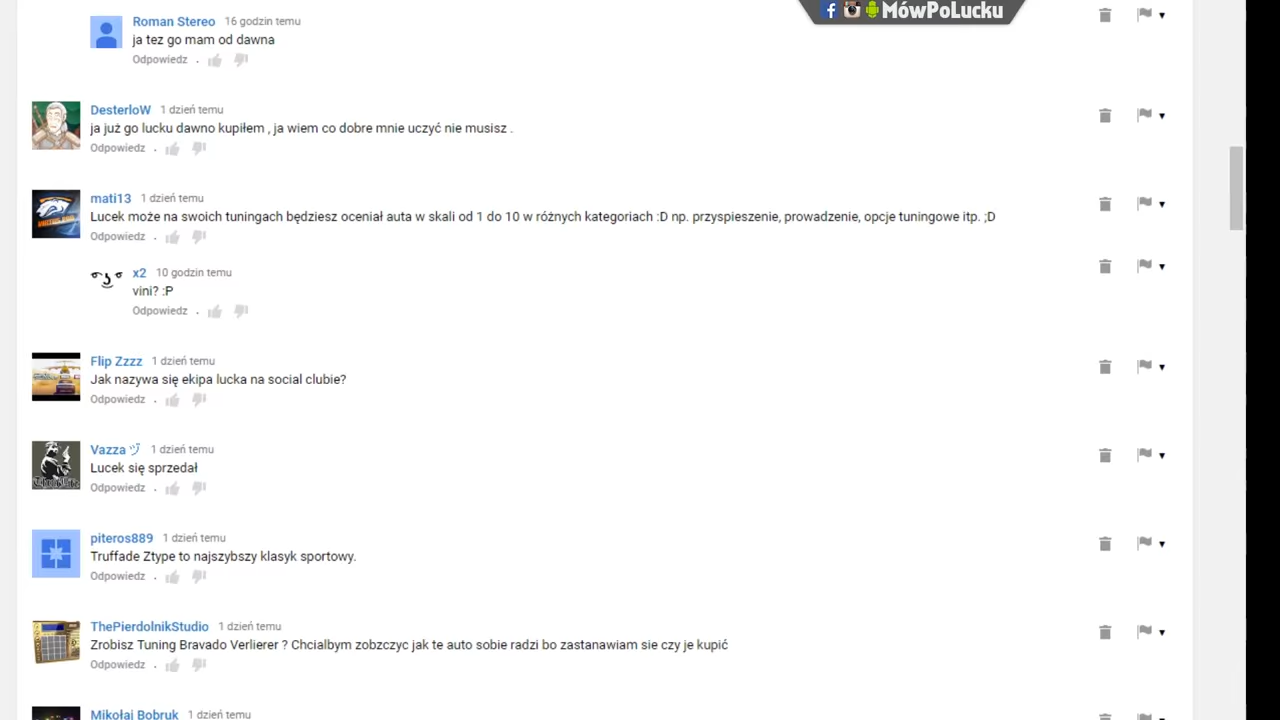 MówPoLucku
Roman Stereo 16 godzin temu
ja tez go mam od dawna
Odpowiedz .
DesterloW 1 dzień temu
ja już go lucku dawno kupiłem , ja wiem co dobre mnie uczyć nie musisz .
Odpowiedz .
mati13 1 dzień temu
Lucek może na swoich tuningach będziesz oceniał auta w skali od 1 do 10 w różnych kategoriach :D np. przyspieszenie, prowadzenie, opcje tuningowe itp. ;D
Odpowiedz .
x2 10 godzin temu
vini? :P
Odpowiedz .
Flip Zzzz 1 dzień temu
Jak nazywa się ekipa lucka na social clubie?
Odpowiedz .
Vazza ヅ 1 dzień temu
Lucek się sprzedał
Odpowiedz .
piteros889 1 dzień temu
Truffade Ztype to najszybszy klasyk sportowy.
Odpowiedz .
ThePierdolnikStudio 1 dzień temu
Zrobisz Tuning Bravado Verlierer ? Chcialbym zobzczyc jak te auto sobie radzi bo zastanawiam sie czy je kupić
Odpowiedz .
Mikołaj Bobruk 1 dzień temu